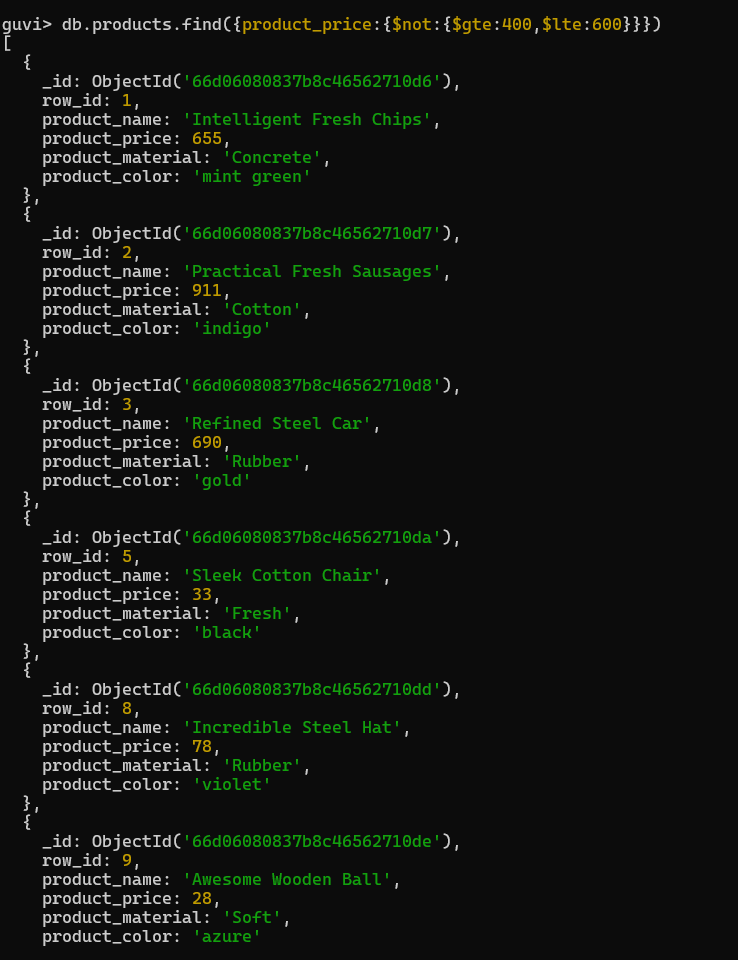 guvi> db.products.find({product_price:{$not:{$gte:400,$lte:600}}})
[
  {
    _id: ObjectId('66d06080837b8c46562710d6'),
    row_id: 1,
    product_name: 'Intelligent Fresh Chips',
    product_price: 655,
    product_material: 'Concrete',
    product_color: 'mint green'
  },
  {
    _id: ObjectId('66d06080837b8c46562710d7'),
    row_id: 2,
    product_name: 'Practical Fresh Sausages',
    product_price: 911,
    product_material: 'Cotton',
    product_color: 'indigo'
  },
  {
    _id: ObjectId('66d06080837b8c46562710d8'),
    row_id: 3,
    product_name: 'Refined Steel Car',
    product_price: 690,
    product_material: 'Rubber',
    product_color: 'gold'
  },
  {
    _id: ObjectId('66d06080837b8c46562710da'),
    row_id: 5,
    product_name: 'Sleek Cotton Chair',
    product_price: 33,
    product_material: 'Fresh',
    product_color: 'black'
  },
  {
    _id: ObjectId('66d06080837b8c46562710dd'),
    row_id: 8,
    product_name: 'Incredible Steel Hat',
    product_price: 78,
    product_material: 'Rubber',
    product_color: 'violet'
  },
  {
    _id: ObjectId('66d06080837b8c46562710de'),
    row_id: 9,
    product_name: 'Awesome Wooden Ball',
    product_price: 28,
    product_material: 'Soft',
    product_color: 'azure'